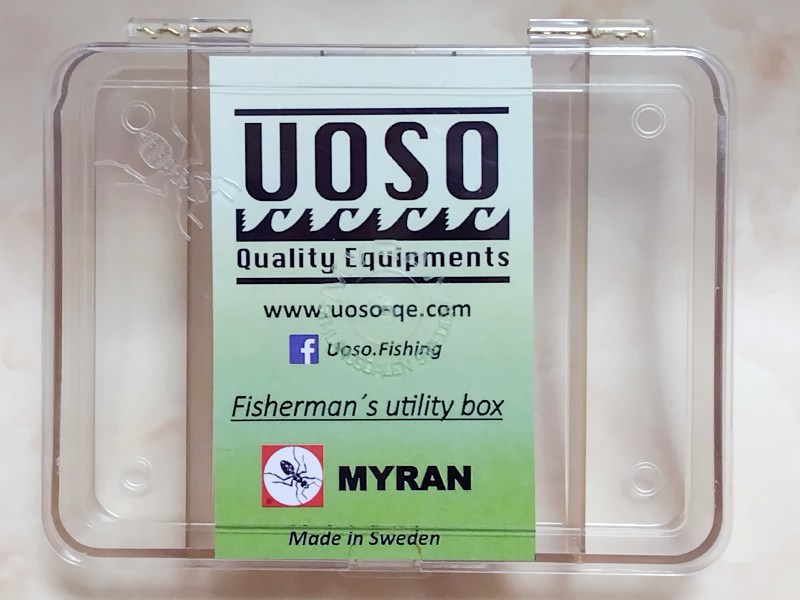 UOSO
Quality Equipments
www.uoso-qe.com
f Uoso.Fishing
Fisherman´s utility box
MYRAN
Made in Sweden